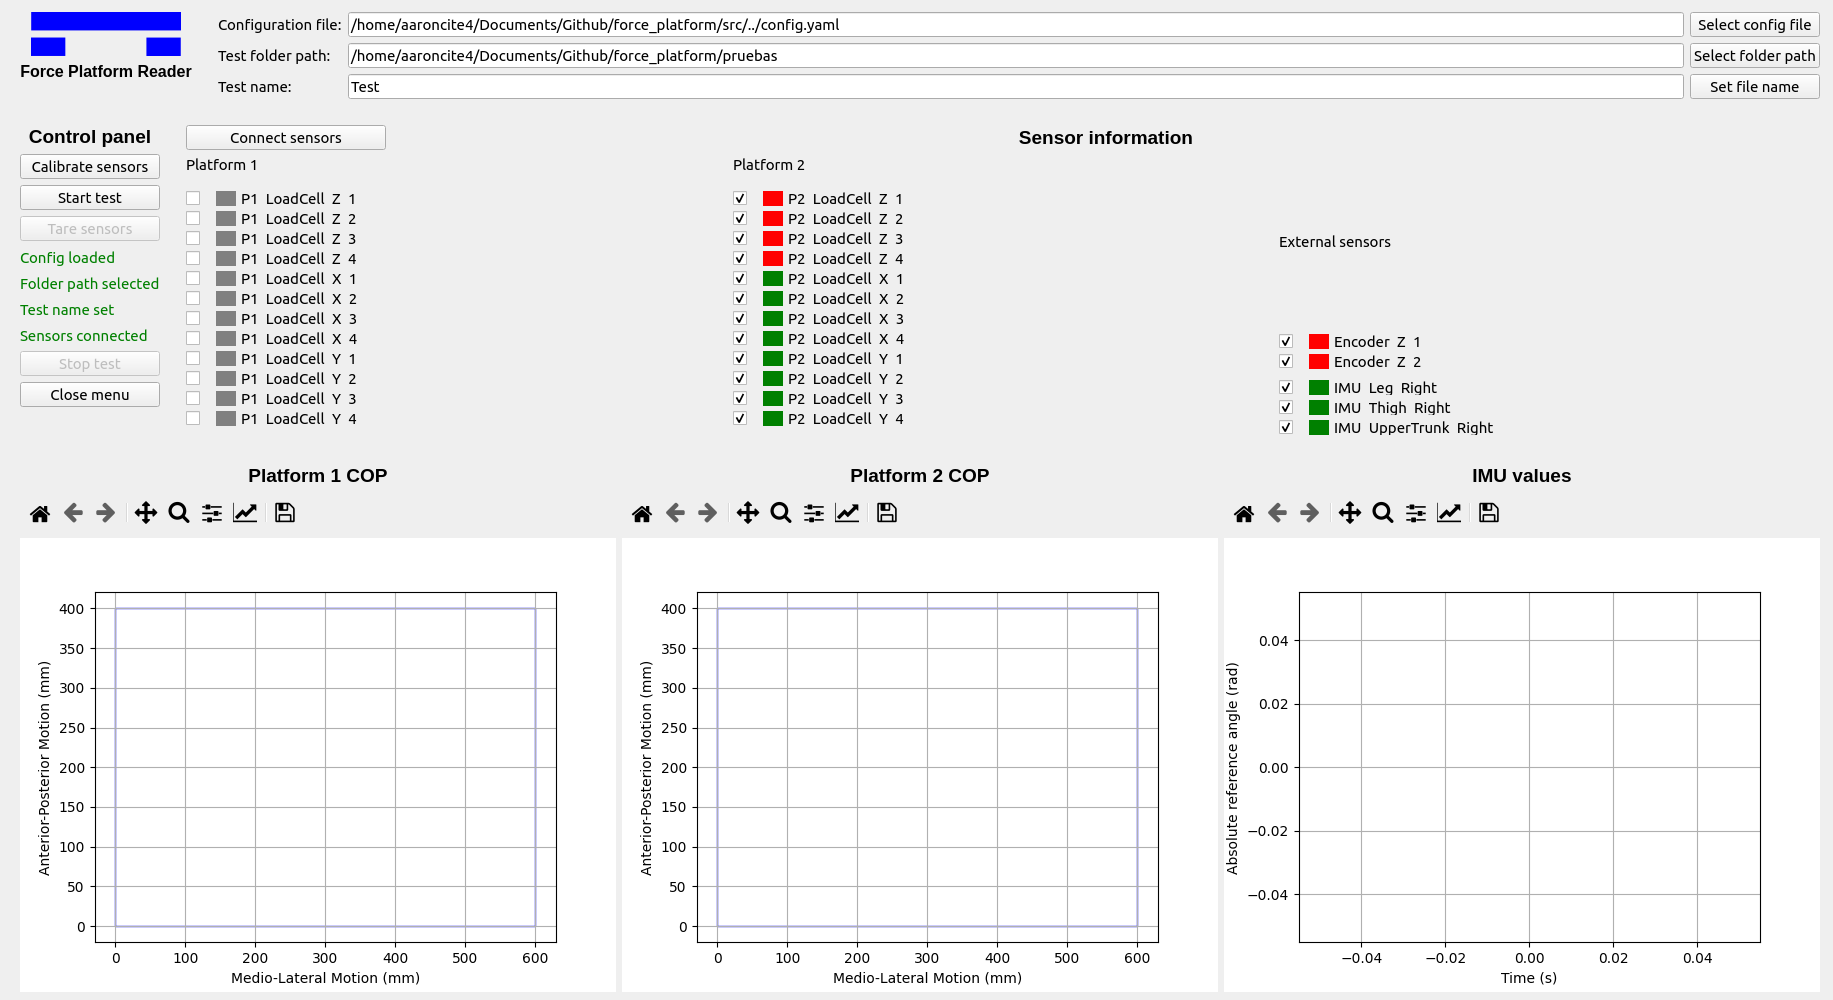 Force Platform Reader
Configuration file: /home/aaroncite4/Documents/Github/force_platform/src/../config.yaml Select config file
Test folder path: /home/aaroncite4/Documents/Github/force_platform/pruebas Select folder path
Test name: Test Set file name
Control panel
Calibrate sensors
Start test
Tare sensors
Config loaded
Folder path selected
Test name set
Sensors connected
Stop test
Close menu
Connect sensors
Sensor information
Platform 1
P1 LoadCell Z 1
P1 LoadCell Z 2
P1 LoadCell Z 3
P1 LoadCell Z 4
P1 LoadCell X 1
P1 LoadCell X 2
P1 LoadCell X 3
P1 LoadCell X 4
P1 LoadCell Y 1
P1 LoadCell Y 2
P1 LoadCell Y 3
P1 LoadCell Y 4
Platform 2
P2 LoadCell Z 1
P2 LoadCell Z 2
P2 LoadCell Z 3
P2 LoadCell Z 4
P2 LoadCell X 1
P2 LoadCell X 2
P2 LoadCell X 3
P2 LoadCell X 4
P2 LoadCell Y 1
P2 LoadCell Y 2
P2 LoadCell Y 3
P2 LoadCell Y 4
External sensors
Encoder Z 1
Encoder Z 2
IMU Leg Right
IMU Thigh Right
IMU UpperTrunk Right
Platform 1 COP
Anterior-Posterior Motion (mm)
400
350
300
250
200
150
100
50
0
0 100 200 300 400 500 600
Medio-Lateral Motion (mm)
Platform 2 COP
Anterior-Posterior Motion (mm)
400
350
300
250
200
150
100
50
0
0 100 200 300 400 500 600
Medio-Lateral Motion (mm)
IMU values
Absolute reference angle (rad)
0.04
0.02
0.00
−0.02
−0.04
−0.04 −0.02 0.00 0.02 0.04
Time (s)